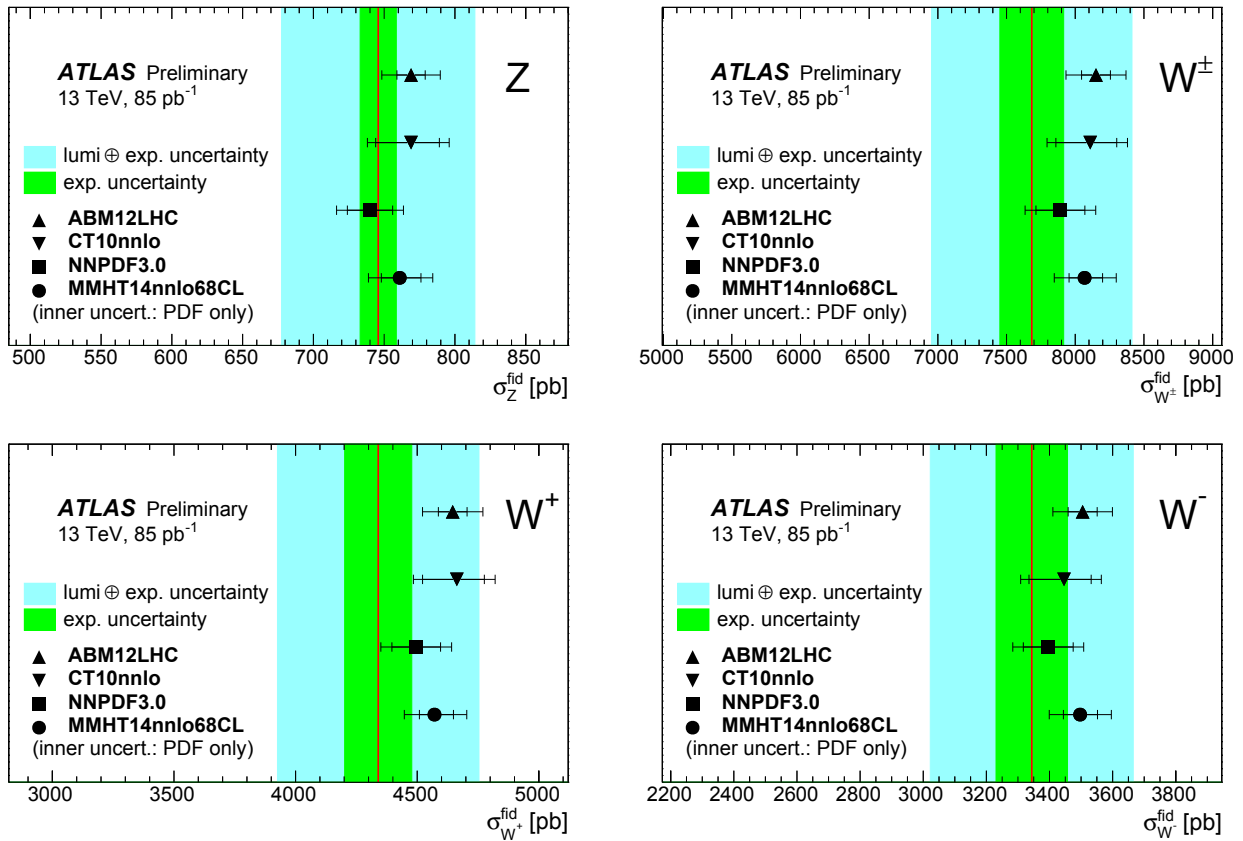 ATLAS Preliminary
13 TeV, 85 pb⁻¹
Z
lumi ⊕ exp. uncertainty
exp. uncertainty
ABM12LHC
CT10nnlo
NNPDF3.0
MMHT14nnlo68CL
(inner uncert.: PDF only)
500 550 600 650 700 750 800 850
σ_Z^fid [pb]
ATLAS Preliminary
13 TeV, 85 pb⁻¹
W±
lumi ⊕ exp. uncertainty
exp. uncertainty
ABM12LHC
CT10nnlo
NNPDF3.0
MMHT14nnlo68CL
(inner uncert.: PDF only)
5000 6000 7000 7500 8000 8500 9000
σ_W±^fid [pb]
ATLAS Preliminary
13 TeV, 85 pb⁻¹
W⁺
lumi ⊕ exp. uncertainty
exp. uncertainty
ABM12LHC
CT10nnlo
NNPDF3.0
MMHT14nnlo68CL
(inner uncert.: PDF only)
3000 4000 4500 5000
σ_W⁺^fid [pb]
ATLAS Preliminary
13 TeV, 85 pb⁻¹
W⁻
lumi ⊕ exp. uncertainty
exp. uncertainty
ABM12LHC
CT10nnlo
NNPDF3.0
MMHT14nnlo68CL
(inner uncert.: PDF only)
2200 2400 2600 2800 3000 3200 3400 3600 3800
σ_W⁻^fid [pb]